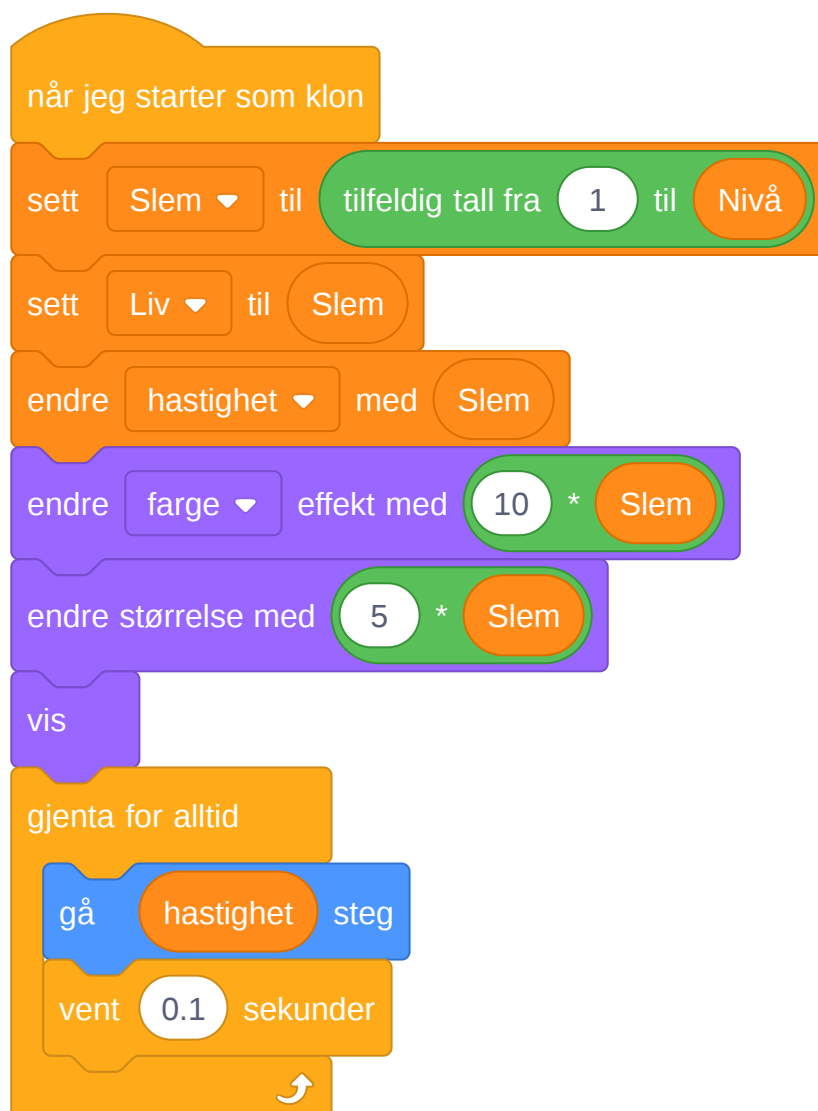 når jeg starter som klon
sett Slem til tilfeldig tall fra 1 til Nivå
sett Liv til Slem
endre hastighet med Slem
endre farge effekt med 10 * Slem
endre størrelse med 5 * Slem
vis
gjenta for alltid
gå hastighet steg
vent 0.1 sekunder